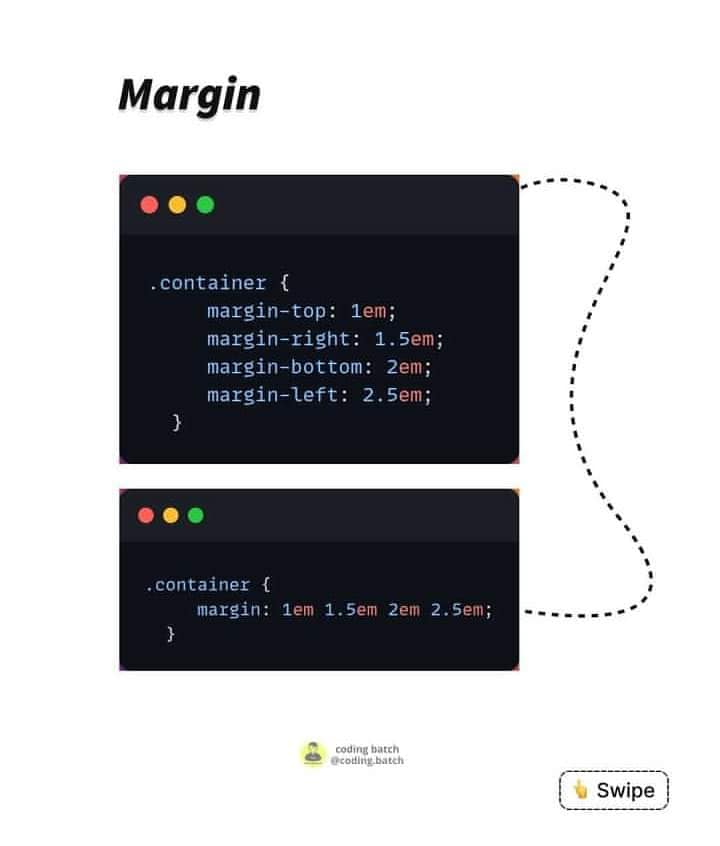 Margin
.container {
margin-top: 1em;
margin-right: 1.5em;
margin-bottom: 2em;
margin-left: 2.5em;
}
.container {
margin: 1em 1.5em 2em 2.5em;
}
coding batch
@coding.batch
Swipe